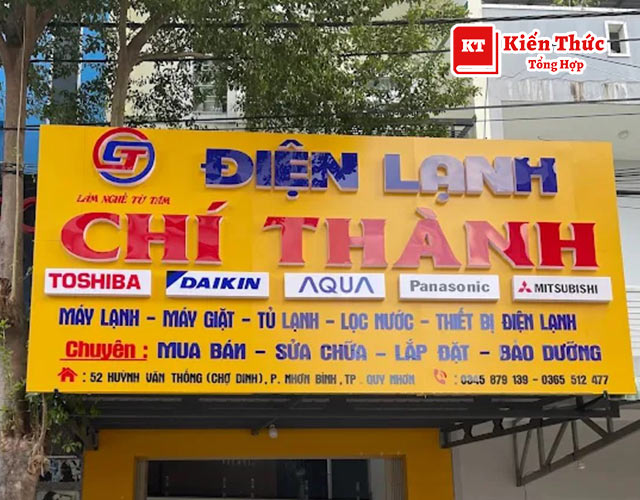 KT Kiến Thức
Tổng Hợp
CT
LÀM NGHỀ TỪ TÂM
ĐIỆN LẠNH
CHÍ THÀNH
TOSHIBA DAIKIN AQUA Panasonic MITSUBISHI
MÁY LẠNH - MÁY GIẶT - TỦ LẠNH - LỌC NƯỚC - THIẾT BỊ ĐIỆN LẠNH
Chuyên : MUA BÁN - SỬA CHỮA - LẮP ĐẶT - BẢO DƯỠNG
: 52 HUỲNH VĂN THỐNG (CHỢ DINH), P. NHƠN BÌNH, TP. QUY NHƠN : 0345 879 139 - 0365 512 477